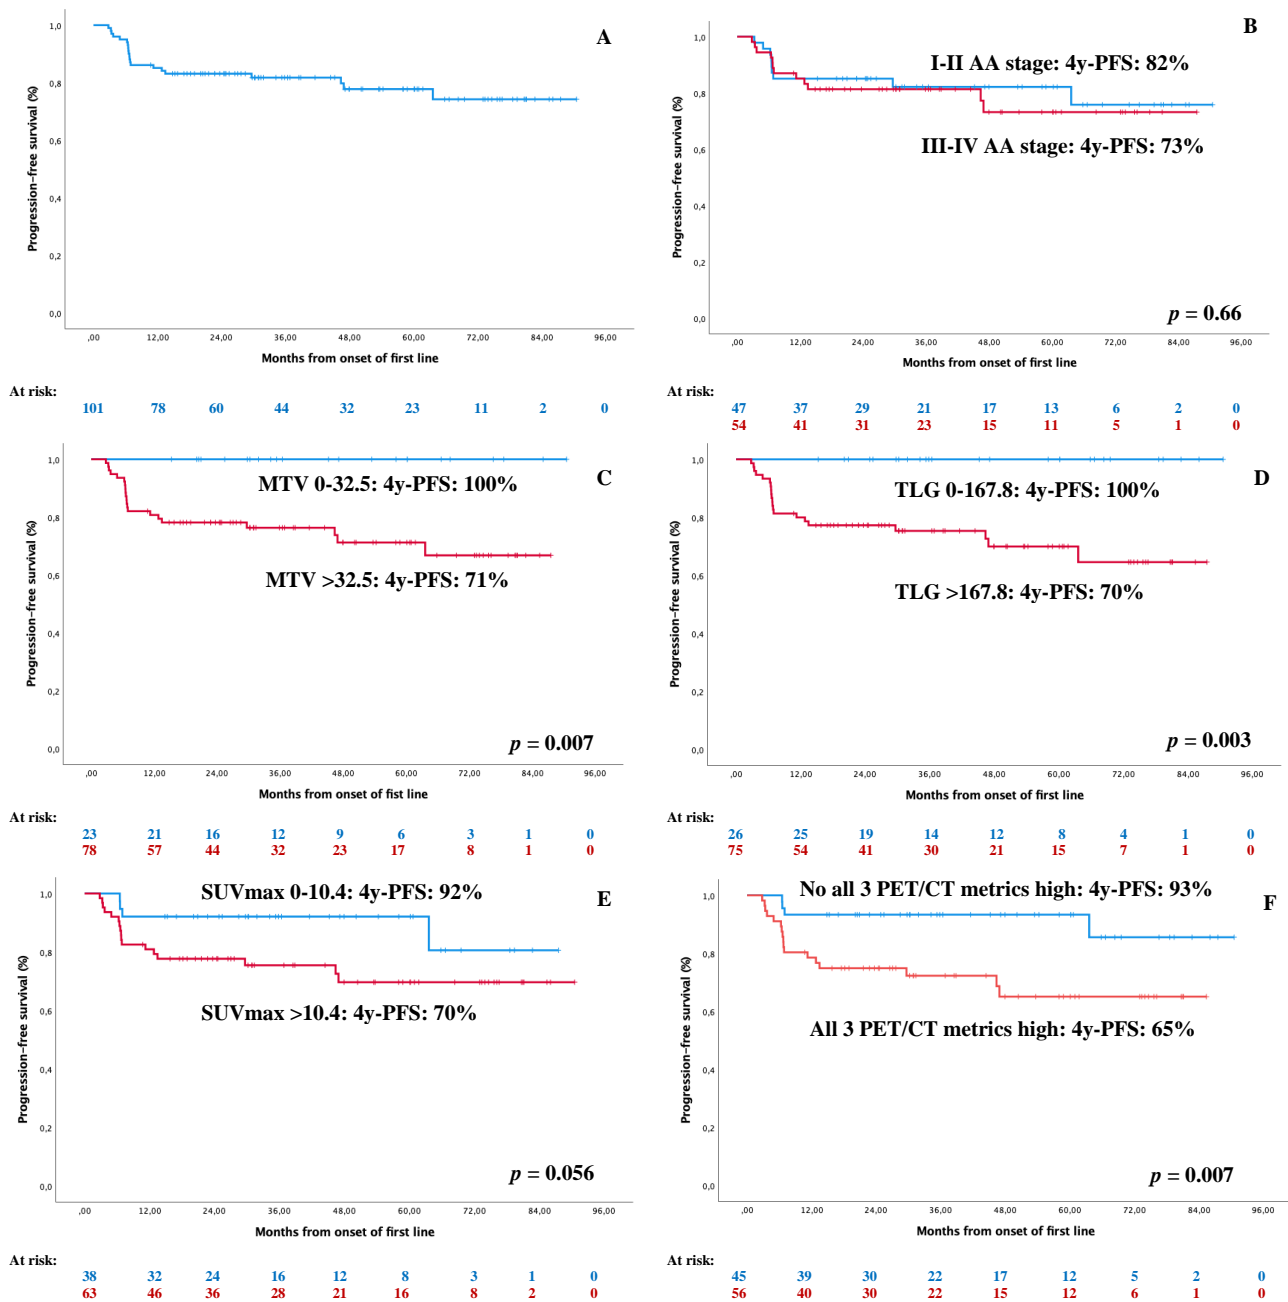 A
1,0
0,8
0,6
0,4
0,2
0,0
Progression-free survival (%)
,00 12,00 24,00 36,00 48,00 60,00 72,00 84,00 96,00
Months from onset of first line
At risk:
101 78 60 44 32 23 11 2 0
B
1,0
0,8
0,6
0,4
0,2
0,0
Progression-free survival (%)
I-II AA stage: 4y-PFS: 82%
III-IV AA stage: 4y-PFS: 73%
p = 0.66
,00 12,00 24,00 36,00 48,00 60,00 72,00 84,00 96,00
Months from onset of first line
47 37 29 21 17 13 6 2 0
54 41 31 23 15 11 5 1 0
C
1,0
0,8
0,6
0,4
0,2
0,0
Progression-free survival (%)
MTV 0-32.5: 4y-PFS: 100%
MTV >32.5: 4y-PFS: 71%
p = 0.007
,00 12,00 24,00 36,00 48,00 60,00 72,00 84,00 96,00
Months from onset of fist line
At risk:
23 21 16 12 9 6 3 1 0
78 57 44 32 23 17 8 1 0
D
1,0
0,8
0,6
0,4
0,2
0,0
Progression-free survival (%)
TLG 0-167.8: 4y-PFS: 100%
TLG >167.8: 4y-PFS: 70%
p = 0.003
,00 12,00 24,00 36,00 48,00 60,00 72,00 84,00 96,00
Months from onset of first line
At risk:
26 25 19 14 12 8 4 1 0
75 54 41 30 21 15 7 1 0
E
1,0
0,8
0,6
0,4
0,2
0,0
Progression-free survival (%)
SUVmax 0-10.4: 4y-PFS: 92%
SUVmax >10.4: 4y-PFS: 70%
p = 0.056
,00 12,00 24,00 36,00 48,00 60,00 72,00 84,00 96,00
Months from onset of first line
At risk:
38 32 24 16 12 8 3 1 0
63 46 36 28 21 16 8 2 0
F
1,0
0,8
0,6
0,4
0,2
0,0
Progression-free survival (%)
No all 3 PET/CT metrics high: 4y-PFS: 93%
All 3 PET/CT metrics high: 4y-PFS: 65%
p = 0.007
,00 12,00 24,00 36,00 48,00 60,00 72,00 84,00 96,00
Months from onset of first line
At risk:
45 39 30 22 17 12 5 2 0
56 40 30 22 15 12 6 1 0